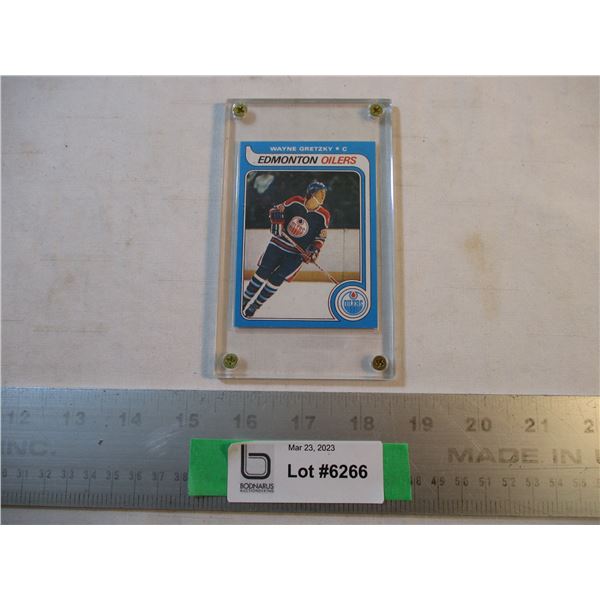 WAYNE GRETZKY • C
EDMONTON OILERS
OILERS
12 13 14 15 16 17 18 19 20 21
MADE IN U
Mar 23, 2023
Lot #6266
BODNARUS
AUCTIONEERING